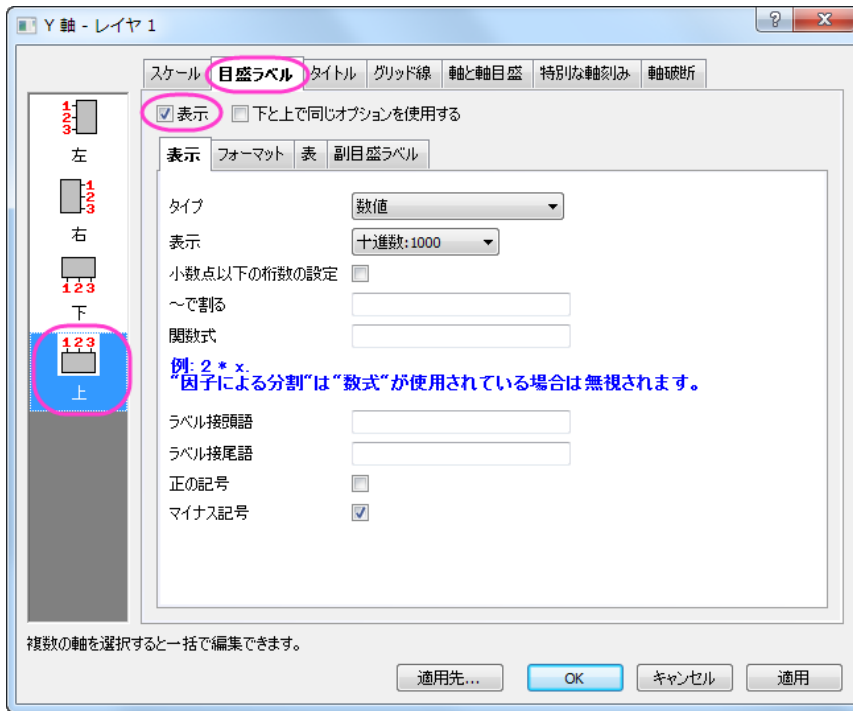 Y 軸 - レイヤ 1
スケール 目盛ラベル タイトル グリッド線 軸と軸目盛 特別な軸刻み 軸破断
表示 下と上で同じオプションを使用する
表示 フォーマット 表 副目盛ラベル
1
2
3
左
1
2
3
右
123
下
123
上
タイプ 数値
表示 十進数:1000
小数点以下の桁数の設定
～で割る
関数式
例: 2 * x.
“因子による分割“は“数式“が使用されている場合は無視されます。
ラベル接頭語
ラベル接尾語
正の記号
マイナス記号
複数の軸を選択すると一括で編集できます。
適用先... OK キャンセル 適用